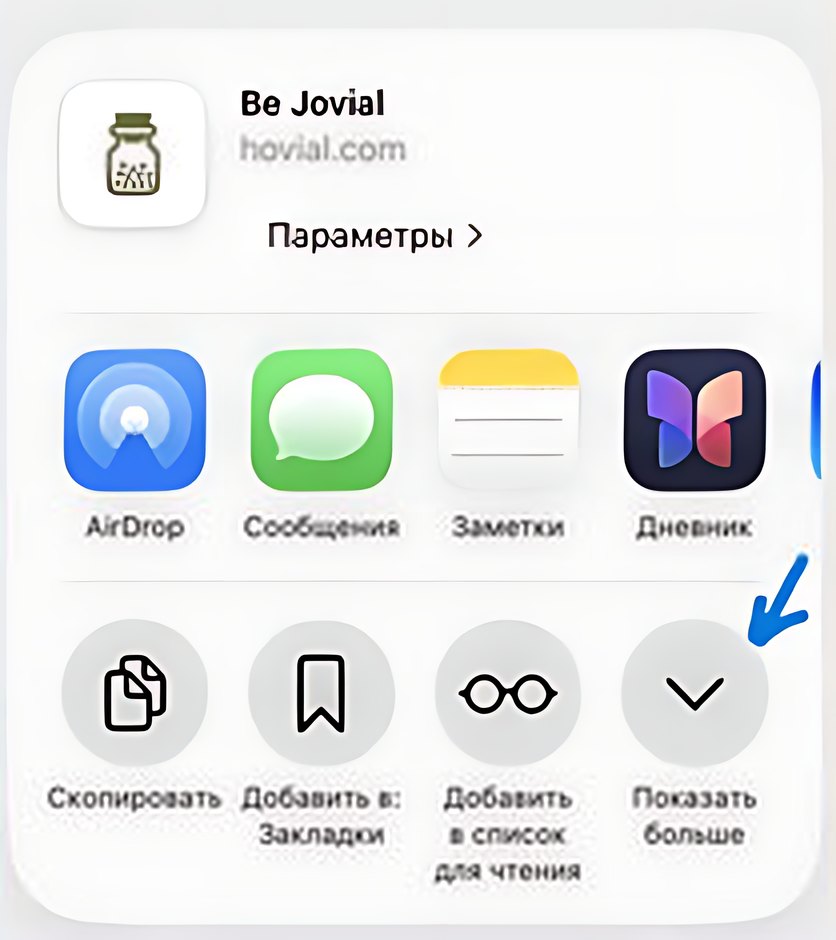 Be Jovial
hovial.com
Параметры >
AirDrop
Сообщения
Заметки
Дневник
Скопировать
Добавить в:
Закладки
Добавить
в список
для чтения
Показать
больше